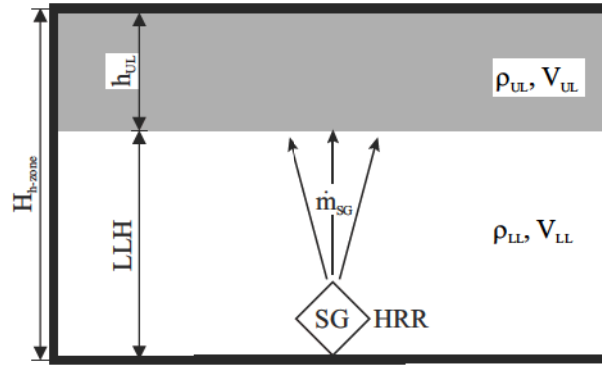 h_UL
ρ_UL, V_UL
H_h-zone
LLH
ṁ_SG
ρ_LL, V_LL
SG HRR